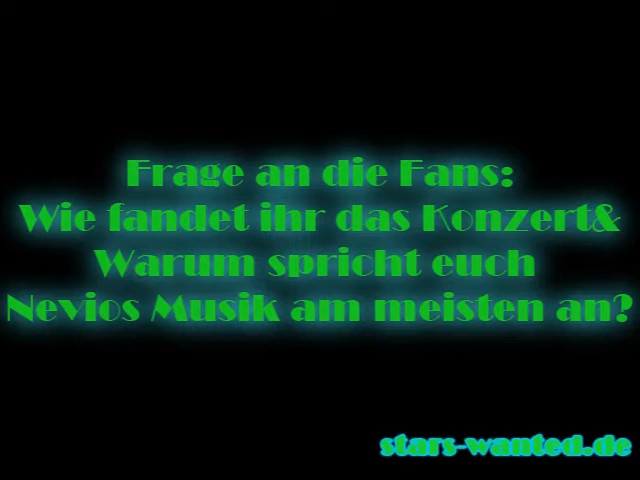 Frage an die Fans:
Wie fandet ihr das Konzert&
Warum spricht euch
Nevios Musik am meisten an?
stars-wanted.de